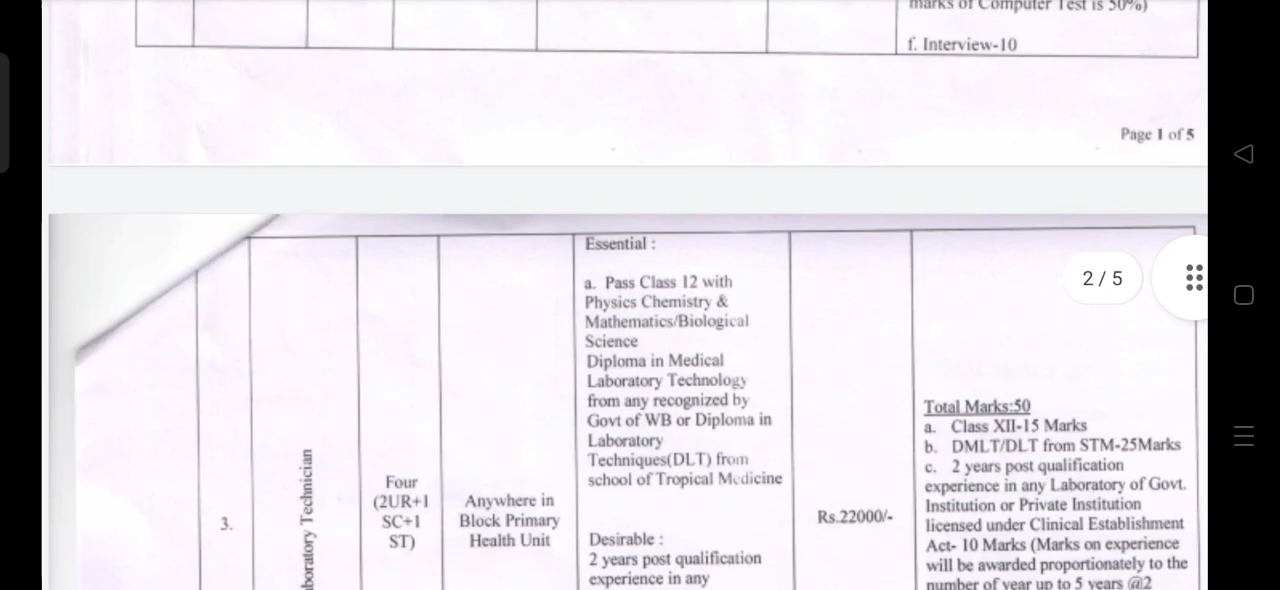 marks of Computer Test is 50%)
f. Interview-10
Page 1 of 5
2 / 5
3.
boratory Technician
Four
(2UR+1
SC+1
ST)
Anywhere in
Block Primary
Health Unit
Essential :
a. Pass Class 12 with
Physics Chemistry &
Mathematics/Biological
Science
Diploma in Medical
Laboratory Technology
from any recognized by
Govt of WB or Diploma in
Laboratory
Techniques(DLT) from
school of Tropical Medicine
Desirable :
2 years post qualification
experience in any
Rs.22000/-
Total Marks:50
a. Class XII-15 Marks
b. DMLT/DLT from STM-25Marks
c. 2 years post qualification
experience in any Laboratory of Govt.
Institution or Private Institution
licensed under Clinical Establishment
Act- 10 Marks (Marks on experience
will be awarded proportionately to the
number of year up to 5 years @2